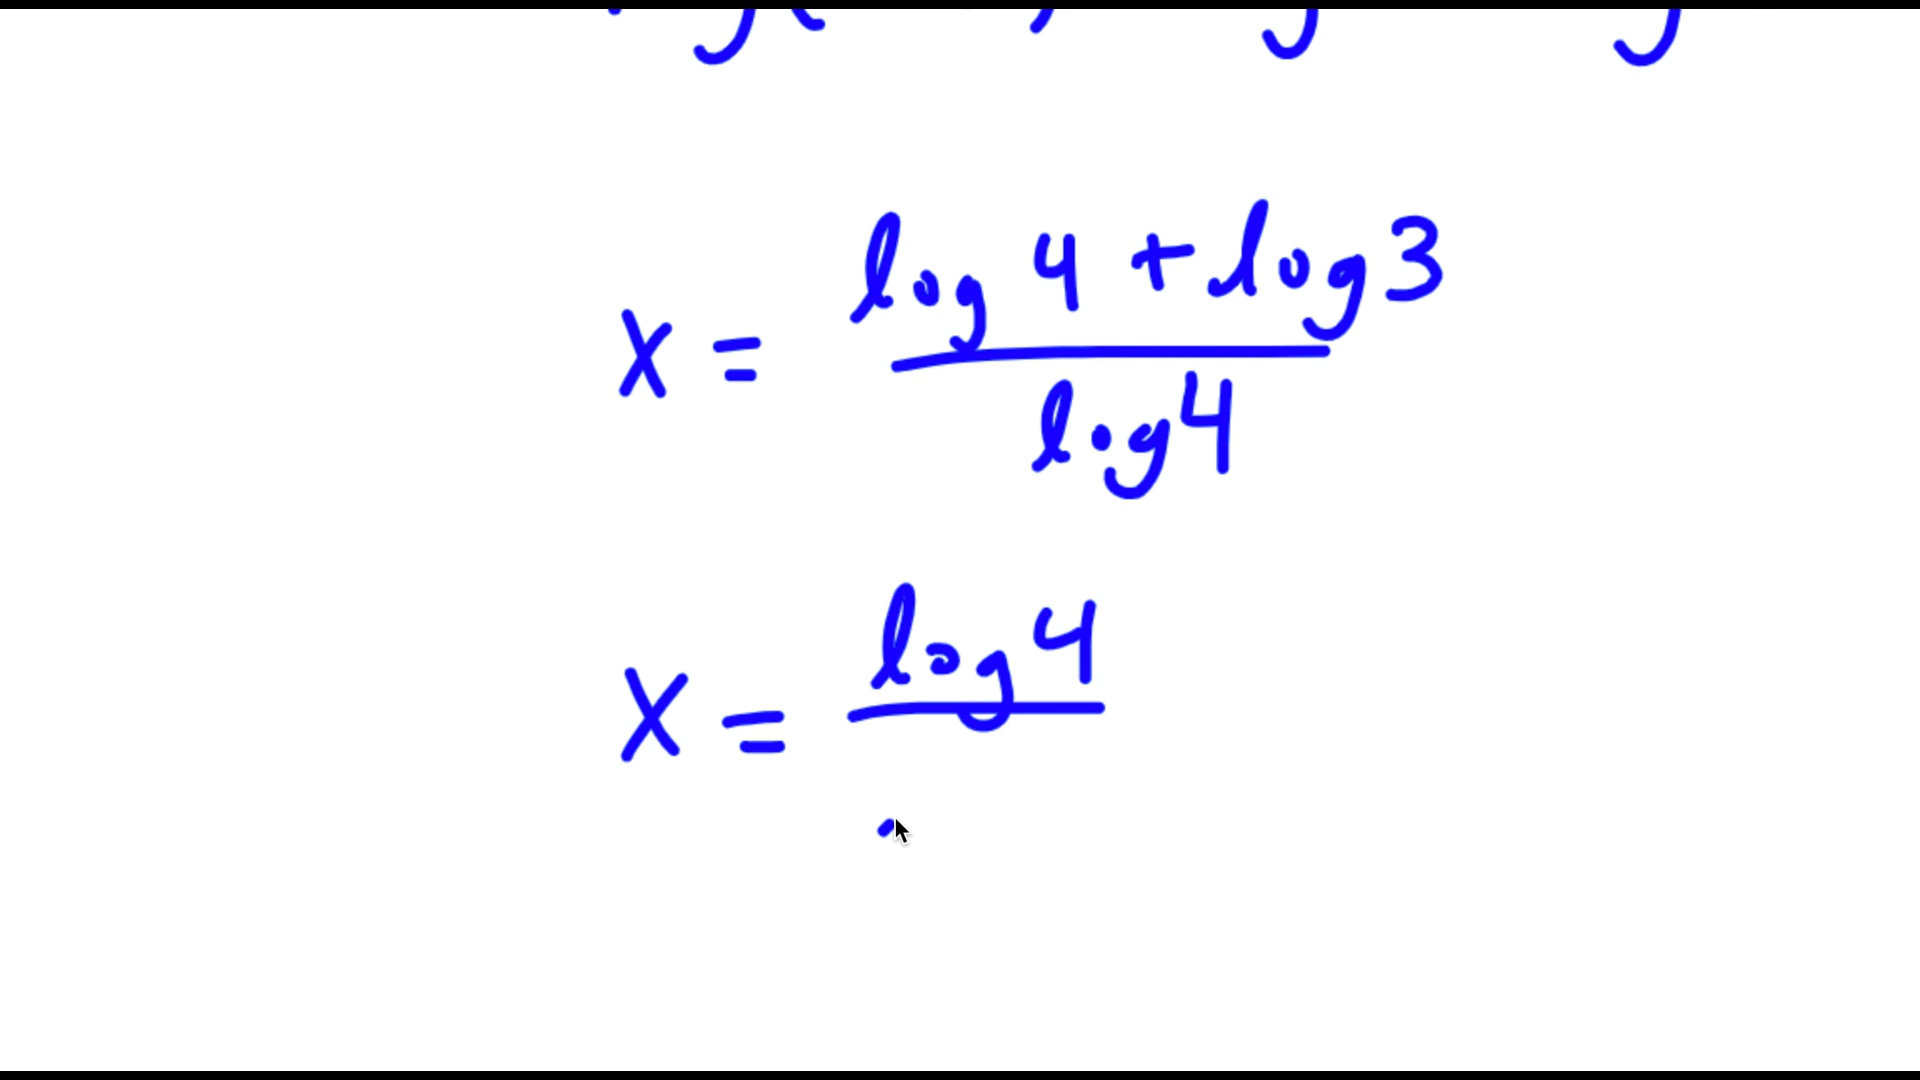 x = (log 4 + log 3) / (log 4)
x = (log 4) /